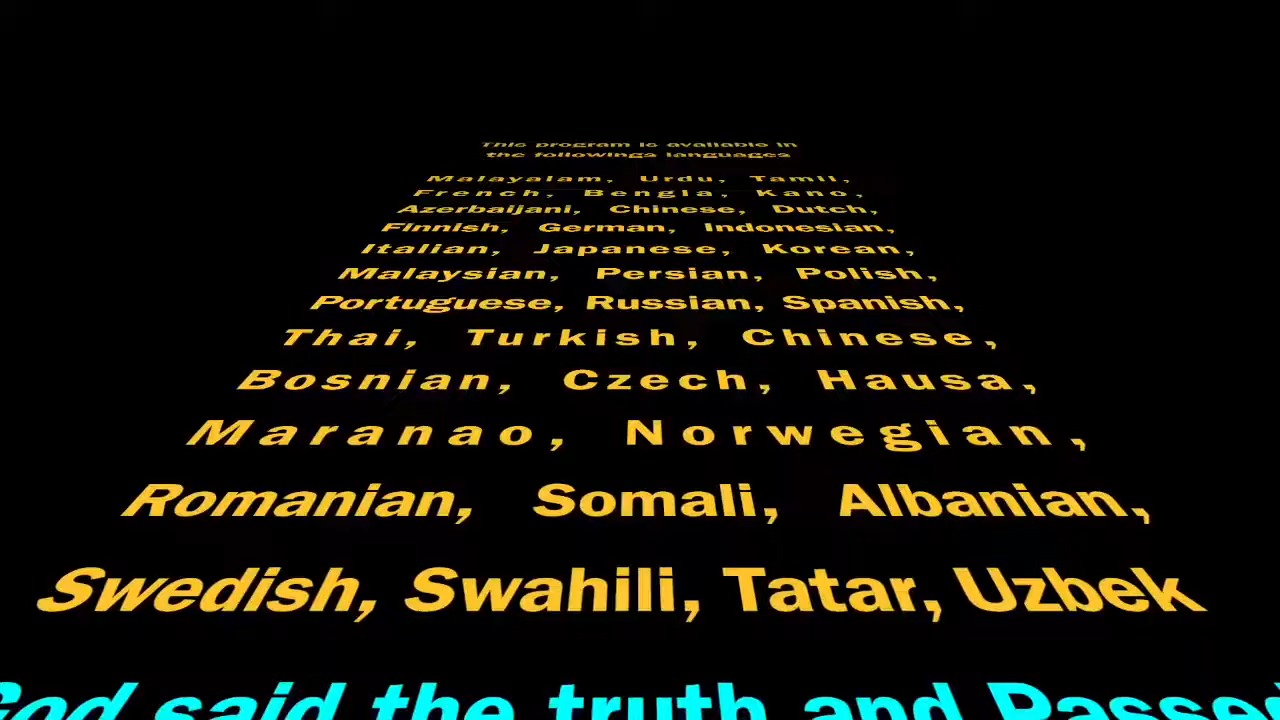 This program is available in
the followings languages
Malayalam, Urdu, Tamil,
French, Bengla, Kano,
Azerbaijani, Chinese, Dutch,
Finnish, German, Indonesian,
Italian, Japanese, Korean,
Malaysian, Persian, Polish,
Portuguese, Russian, Spanish,
Thai, Turkish, Chinese,
Bosnian, Czech, Hausa,
Maranao, Norwegian,
Romanian, Somali, Albanian,
Swedish, Swahili, Tatar, Uzbek
God said the truth and Passed